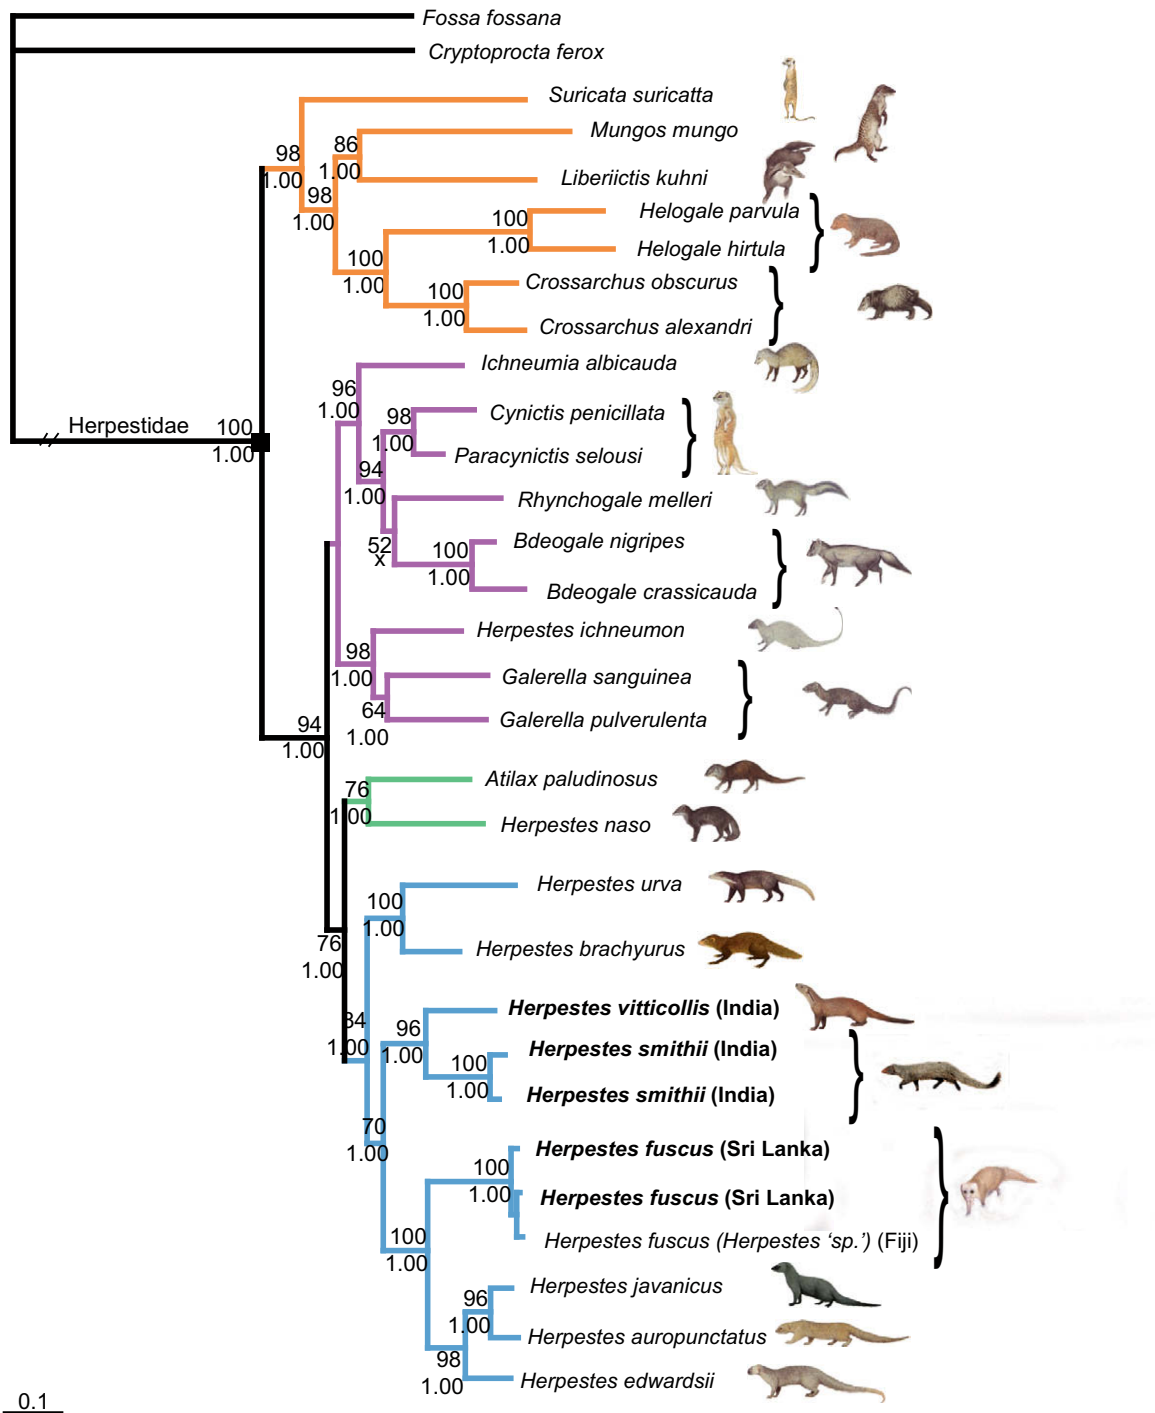 Fossa fossana
Cryptoprocta ferox
Suricata suricatta
Mungos mungo
86
98
1.00
1.00
Liberiictis kuhni
98
1.00
Helogale parvula
100
1.00
Helogale hirtula
100
1.00
Crossarchus obscurus
100
1.00
Crossarchus alexandri
Ichneumia albicauda
96
1.00
Cynictis penicillata
98
1.00
Herpestidae
100
1.00
Paracynictis selousi
94
1.00
Rhynchogale melleri
52
x
Bdeogale nigripes
100
1.00
Bdeogale crassicauda
Herpestes ichneumon
98
1.00
Galerella sanguinea
64
1.00
Galerella pulverulenta
94
1.00
Atilax paludinosus
76
1.00
Herpestes naso
Herpestes urva
100
1.00
Herpestes brachyurus
76
1.00
Herpestes vitticollis (India)
96
1.00
34
1.00
Herpestes smithii (India)
100
1.00
Herpestes smithii (India)
70
1.00
Herpestes fuscus (Sri Lanka)
100
1.00
Herpestes fuscus (Sri Lanka)
Herpestes fuscus (Herpestes ‘sp.’) (Fiji)
100
1.00
Herpestes javanicus
96
1.00
Herpestes auropunctatus
98
1.00
Herpestes edwardsii
0.1